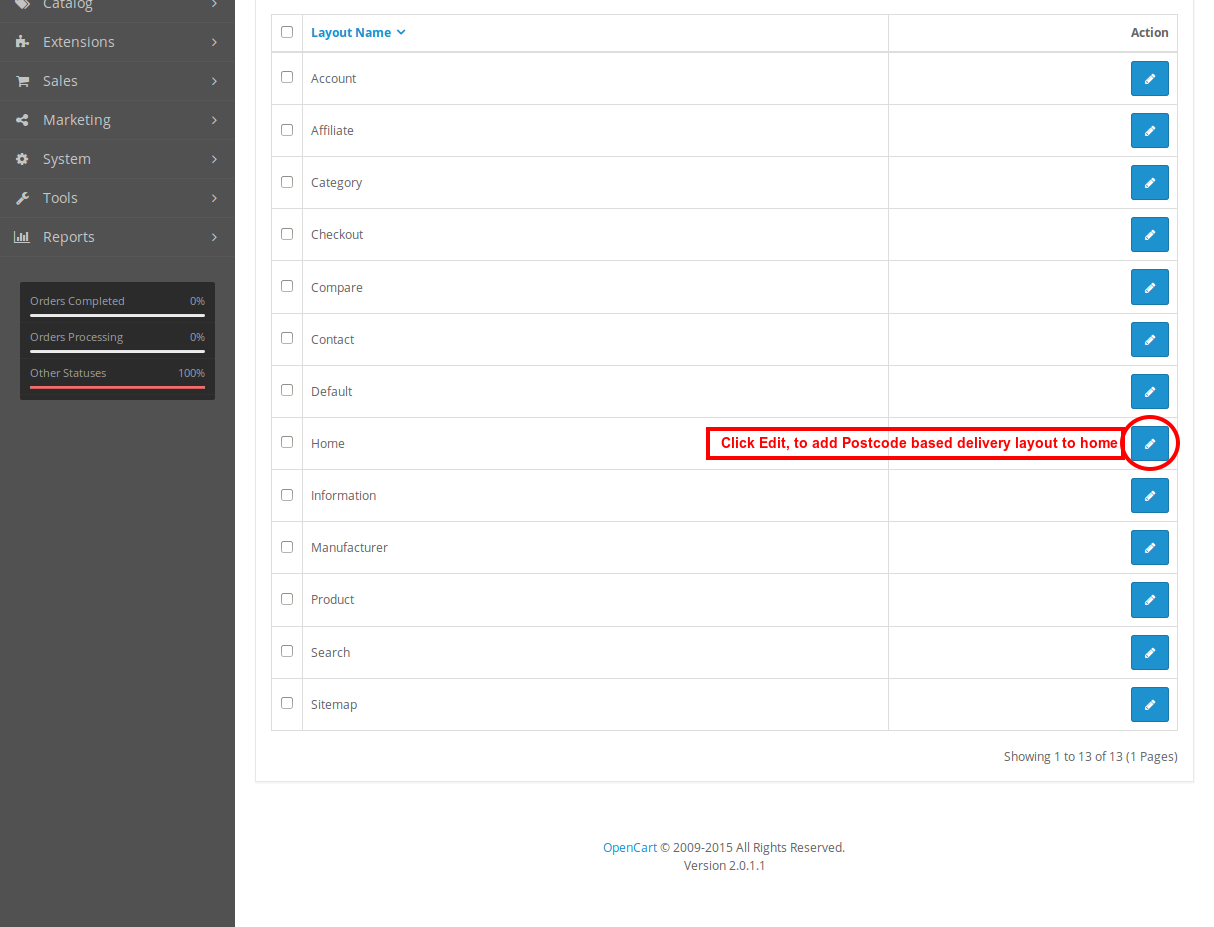 Catalog
Extensions
Sales
Marketing
System
Tools
Reports
Orders Completed 0%
Orders Processing 0%
Other Statuses 100%
Layout Name Action
Account
Affiliate
Category
Checkout
Compare
Contact
Default
Home Click Edit, to add Postcode based delivery layout to home
Information
Manufacturer
Product
Search
Sitemap
Showing 1 to 13 of 13 (1 Pages)
OpenCart © 2009-2015 All Rights Reserved.
Version 2.0.1.1